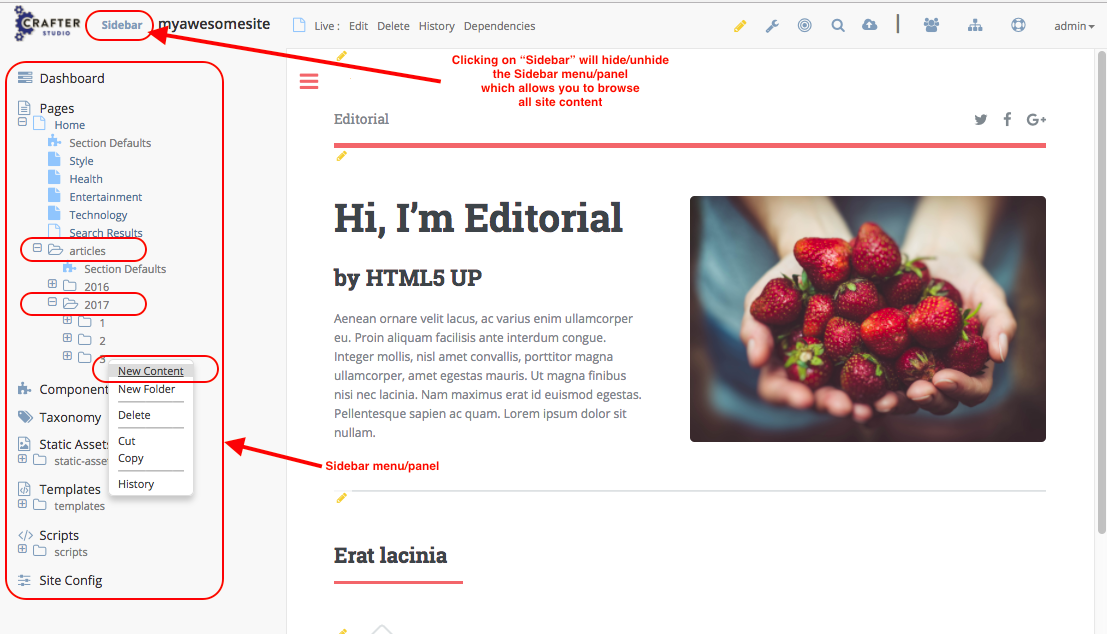 CRAFTER
STUDIO
Sidebar
myawesomesite
Live : Edit Delete History Dependencies
admin
Clicking on “Sidebar” will hide/unhide
the Sidebar menu/panel
which allows you to browse
all site content
Dashboard
Pages
Home
Section Defaults
Style
Health
Entertainment
Technology
Search Results
articles
Section Defaults
2016
2017
1
2
3
New Content
New Folder
Delete
Cut
Copy
History
Component
Taxonomy
Static Assets
static-asse
Templates
templates
Scripts
scripts
Site Config
Sidebar menu/panel
Editorial
G+
Hi, I’m Editorial
by HTML5 UP
Aenean ornare velit lacus, ac varius enim ullamcorper
eu. Proin aliquam facilisis ante interdum congue.
Integer mollis, nisl amet convallis, porttitor magna
ullamcorper, amet egestas mauris. Ut magna finibus
nisi nec lacinia. Nam maximus erat id euismod egestas.
Pellentesque sapien ac quam. Lorem ipsum dolor sit
nullam.
Erat lacinia